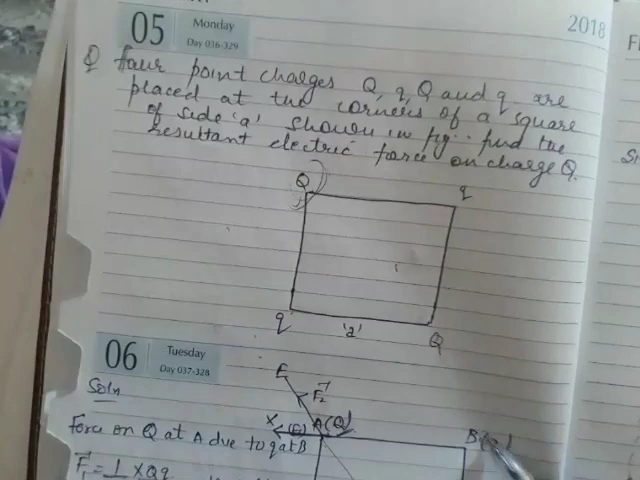 05 Monday
Day 036-329
2018
Q four point charges Q, q, Q and q are
placed at the corners of a square
of side 'a' shown in fig. find the
resultant electric force on charge Q.
Q
q
q
'a'
Q
06 Tuesday
Day 037-328
Soln
E
F₂
X
A(Q)
Force on Q at A due to q at B
B
F₁ = 1 × Qq